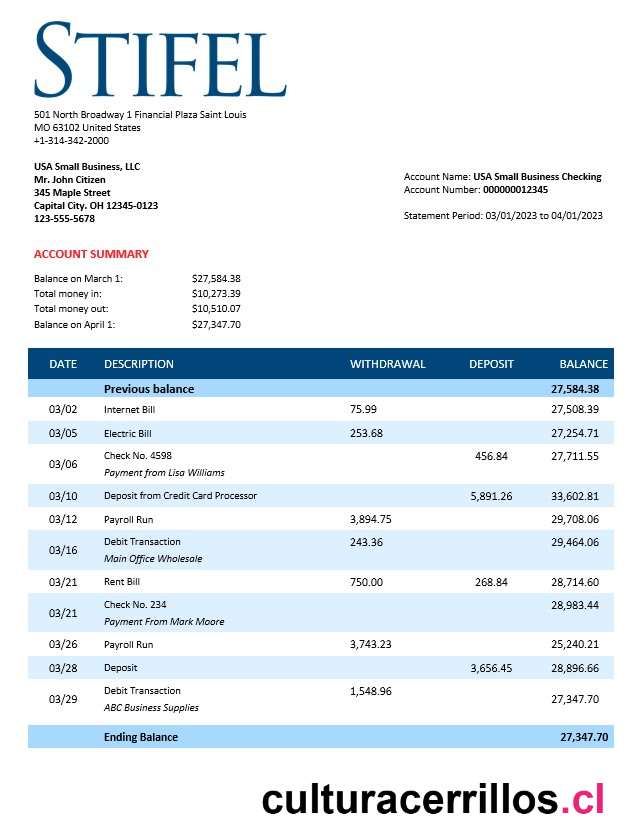 STIFEL
501 North Broadway 1 Financial Plaza Saint Louis
MO 63102 United States
+1-314-342-2000
USA Small Business, LLC
Mr. John Citizen
345 Maple Street
Capital City. OH 12345-0123
123-555-5678
Account Name: USA Small Business Checking
Account Number: 000000012345
Statement Period: 03/01/2023 to 04/01/2023
ACCOUNT SUMMARY
Balance on March 1: $27,584.38
Total money in: $10,273.39
Total money out: $10,510.07
Balance on April 1: $27,347.70
DATE DESCRIPTION WITHDRAWAL DEPOSIT BALANCE
Previous balance 27,584.38
03/02 Internet Bill 75.99 27,508.39
03/05 Electric Bill 253.68 27,254.71
03/06 Check No. 4598 456.84 27,711.55
Payment from Lisa Williams
03/10 Deposit from Credit Card Processor 5,891.26 33,602.81
03/12 Payroll Run 3,894.75 29,708.06
03/16 Debit Transaction 243.36 29,464.06
Main Office Wholesale
03/21 Rent Bill 750.00 268.84 28,714.60
03/21 Check No. 234 28,983.44
Payment From Mark Moore
03/26 Payroll Run 3,743.23 25,240.21
03/28 Deposit 3,656.45 28,896.66
03/29 Debit Transaction 1,548.96 27,347.70
ABC Business Supplies
Ending Balance 27,347.70
culturacerrillos.cl